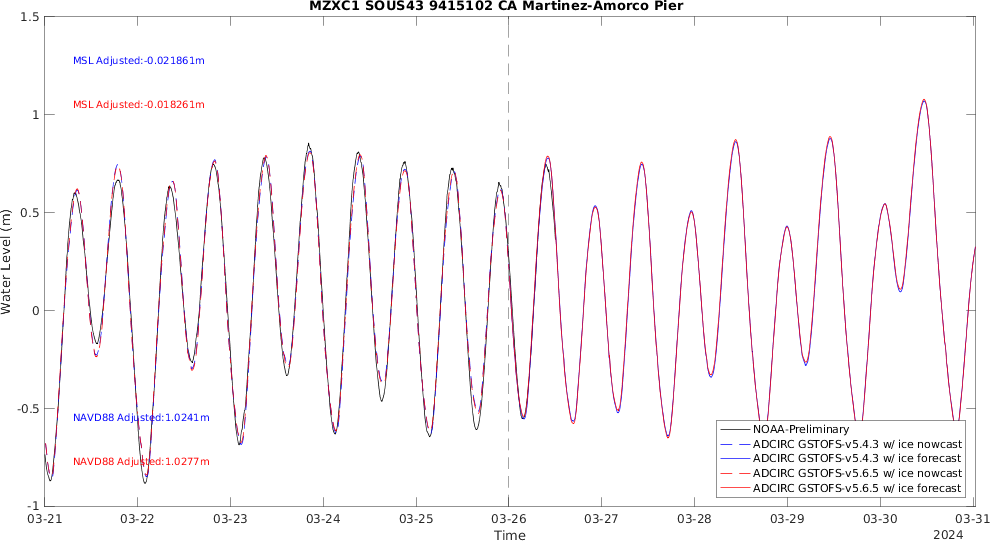 MZXC1 SOUS43 9415102 CA Martinez-Amorco Pier
1.5
1
0.5
0
-0.5
-1
Water Level (m)
MSL Adjusted:-0.021861m
MSL Adjusted:-0.018261m
NAVD88 Adjusted:1.0241m
NAVD88 Adjusted:1.0277m
NOAA-Preliminary
ADCIRC GSTOFS-v5.4.3 w/ ice nowcast
ADCIRC GSTOFS-v5.4.3 w/ ice forecast
ADCIRC GSTOFS-v5.6.5 w/ ice nowcast
ADCIRC GSTOFS-v5.6.5 w/ ice forecast
03-21 03-22 03-23 03-24 03-25 03-26 03-27 03-28 03-29 03-30 03-31
Time
2024